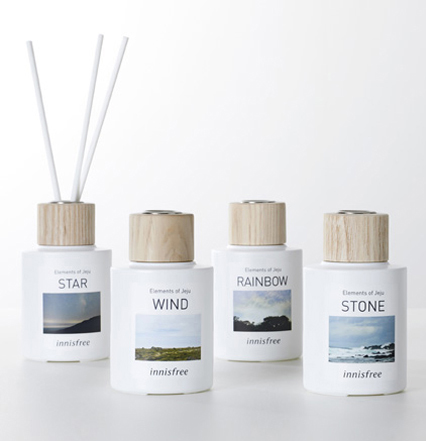 Elements of Jeju
STAR
innisfree
Elements of Jeju
WIND
innisfree
Elements of Jeju
RAINBOW
innisfree
Elements of Jeju
STONE
innisfree